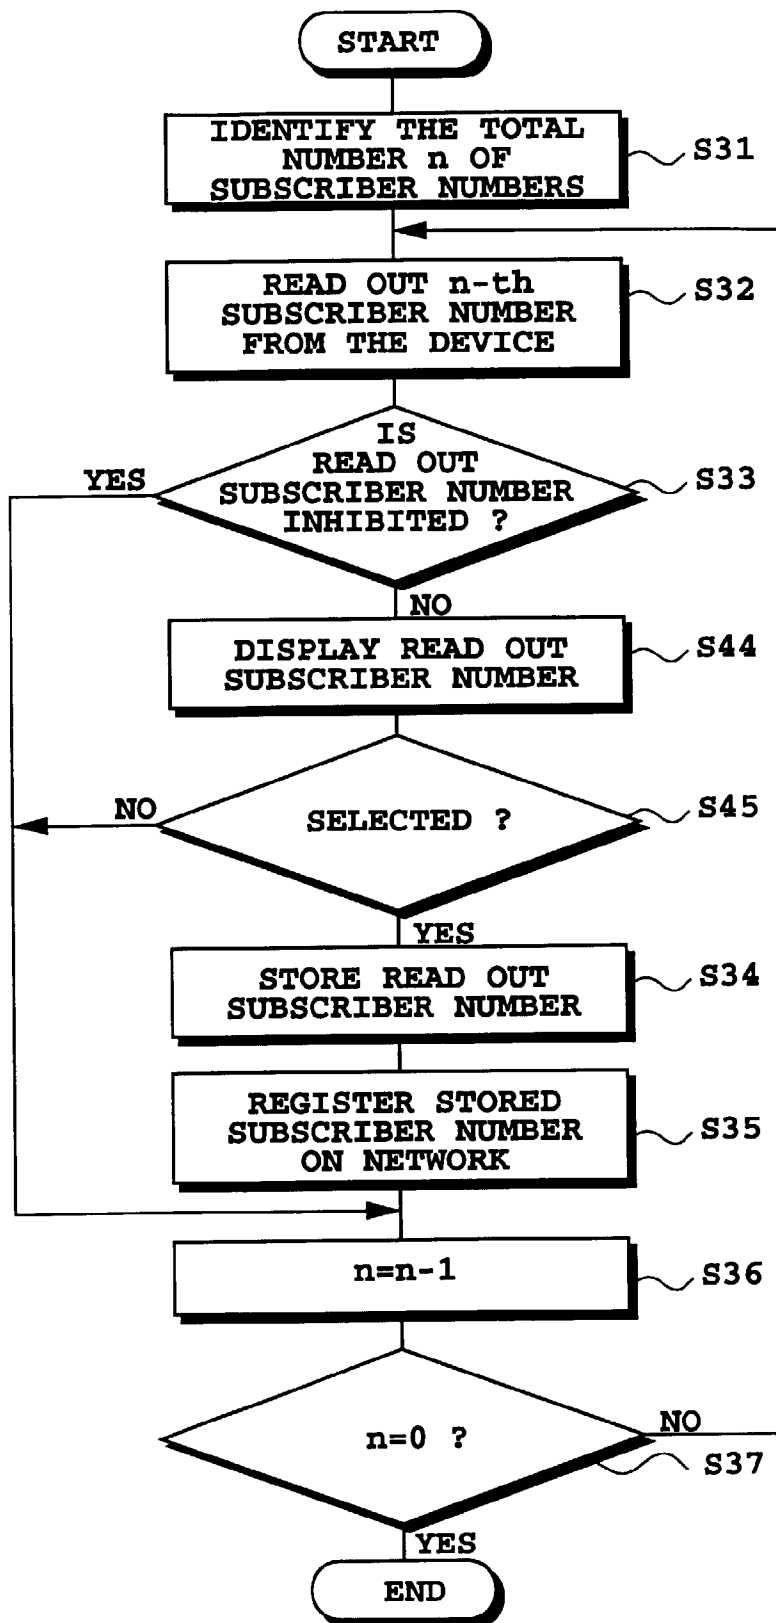 START
IDENTIFY THE TOTAL
NUMBER n OF
SUBSCRIBER NUMBERS
S31
READ OUT n-th
SUBSCRIBER NUMBER
FROM THE DEVICE
S32
IS
READ OUT
SUBSCRIBER NUMBER
INHIBITED ?
YES
S33
NO
DISPLAY READ OUT
SUBSCRIBER NUMBER
S44
NO
SELECTED ?
S45
YES
STORE READ OUT
SUBSCRIBER NUMBER
S34
REGISTER STORED
SUBSCRIBER NUMBER
ON NETWORK
S35
n=n-1
S36
n=0 ?
NO
S37
YES
END